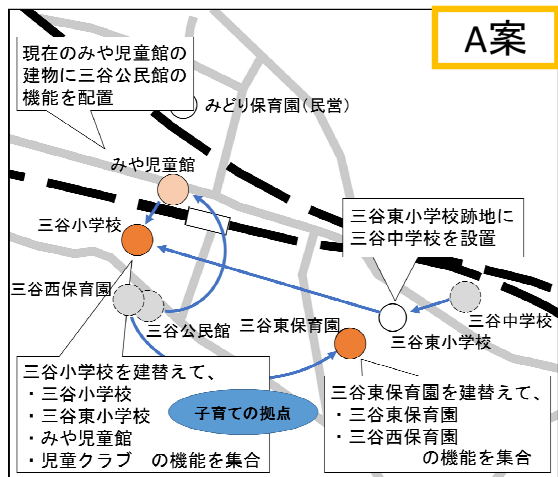 A案
現在のみや児童館の
建物に三谷公民館の
機能を配置
みどり保育園(民営)
みや児童館
三谷小学校
三谷東小学校跡地に
三谷中学校を設置
三谷西保育園
三谷公民館
三谷東保育園
三谷東小学校
三谷中学校
三谷小学校を建替えて、
・三谷小学校
・三谷東小学校
・みや児童館
・児童クラブ の機能を集合
子育ての拠点
三谷東保育園を建替えて、
・三谷東保育園
・三谷西保育園
の機能を集合